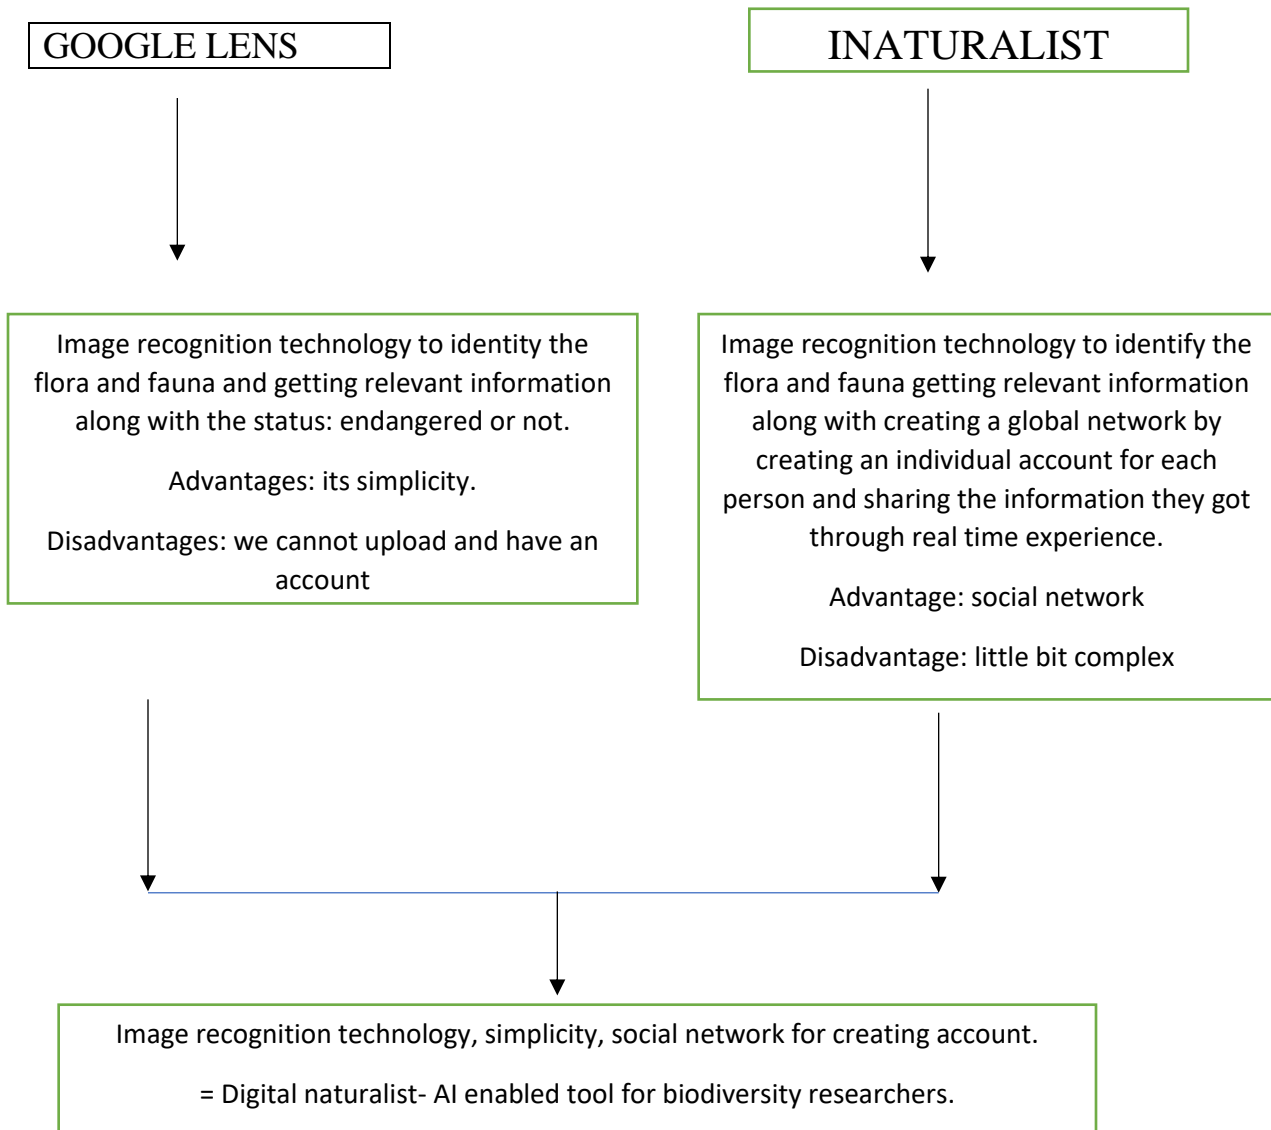 GOOGLE LENS
INATURALIST
Image recognition technology to identity the
flora and fauna and getting relevant information
along with the status: endangered or not.
Advantages: its simplicity.
Disadvantages: we cannot upload and have an
account
Image recognition technology to identify the
flora and fauna getting relevant information
along with creating a global network by
creating an individual account for each
person and sharing the information they got
through real time experience.
Advantage: social network
Disadvantage: little bit complex
Image recognition technology, simplicity, social network for creating account.
= Digital naturalist- AI enabled tool for biodiversity researchers.